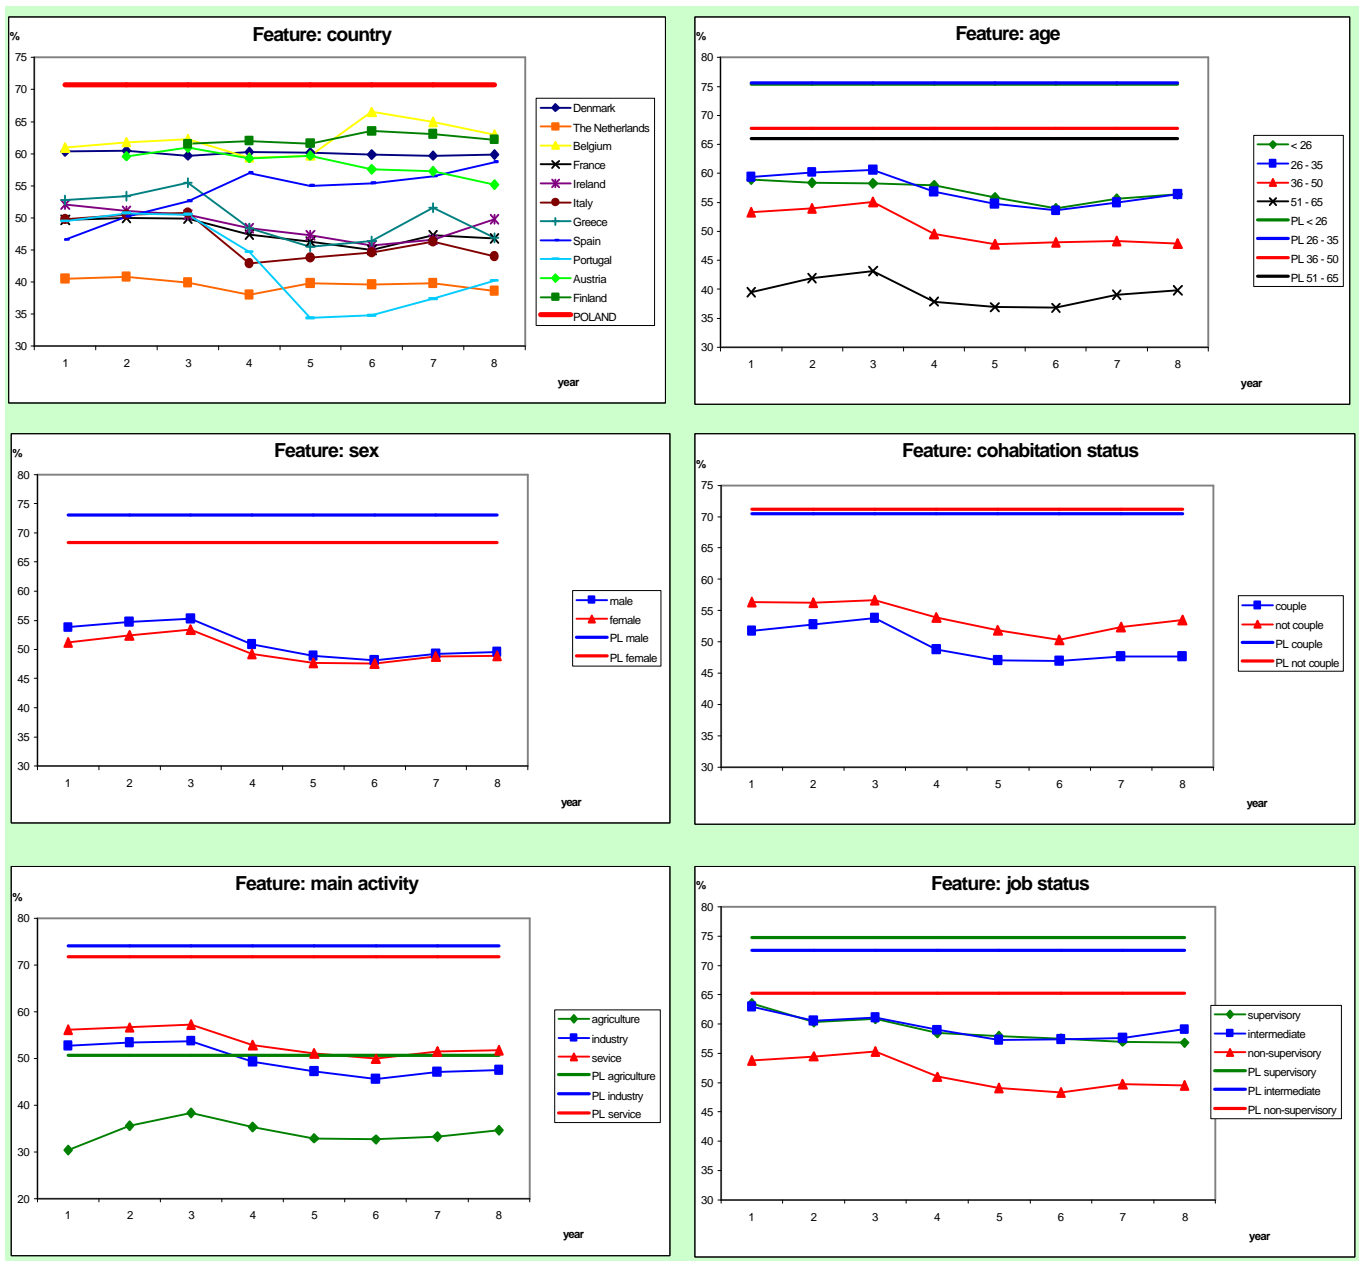 Feature: country
%
75
70
65
60
55
50
45
40
35
30
1 2 3 4 5 6 7 8
year
Denmark
The Netherlands
Belgium
France
Ireland
Italy
Greece
Spain
Portugal
Austria
Finland
POLAND
Feature: age
%
80
75
70
65
60
55
50
45
40
35
30
1 2 3 4 5 6 7 8
year
< 26
26 - 35
36 - 50
51 - 65
PL < 26
PL 26 - 35
PL 36 - 50
PL 51 - 65
Feature: sex
%
80
75
70
65
60
55
50
45
40
35
30
1 2 3 4 5 6 7 8
year
male
female
PL male
PL female
Feature: cohabitation status
%
75
70
65
60
55
50
45
40
35
30
1 2 3 4 5 6 7 8
year
couple
not couple
PL couple
PL not couple
Feature: main activity
%
80
70
60
50
40
30
20
1 2 3 4 5 6 7 8
year
agriculture
industry
sevice
PL agriculture
PL industry
PL service
Feature: job status
%
80
75
70
65
60
55
50
45
40
35
30
1 2 3 4 5 6 7 8
year
supervisory
intermediate
non-supervisory
PL supervisory
PL intermediate
PL non-supervisory